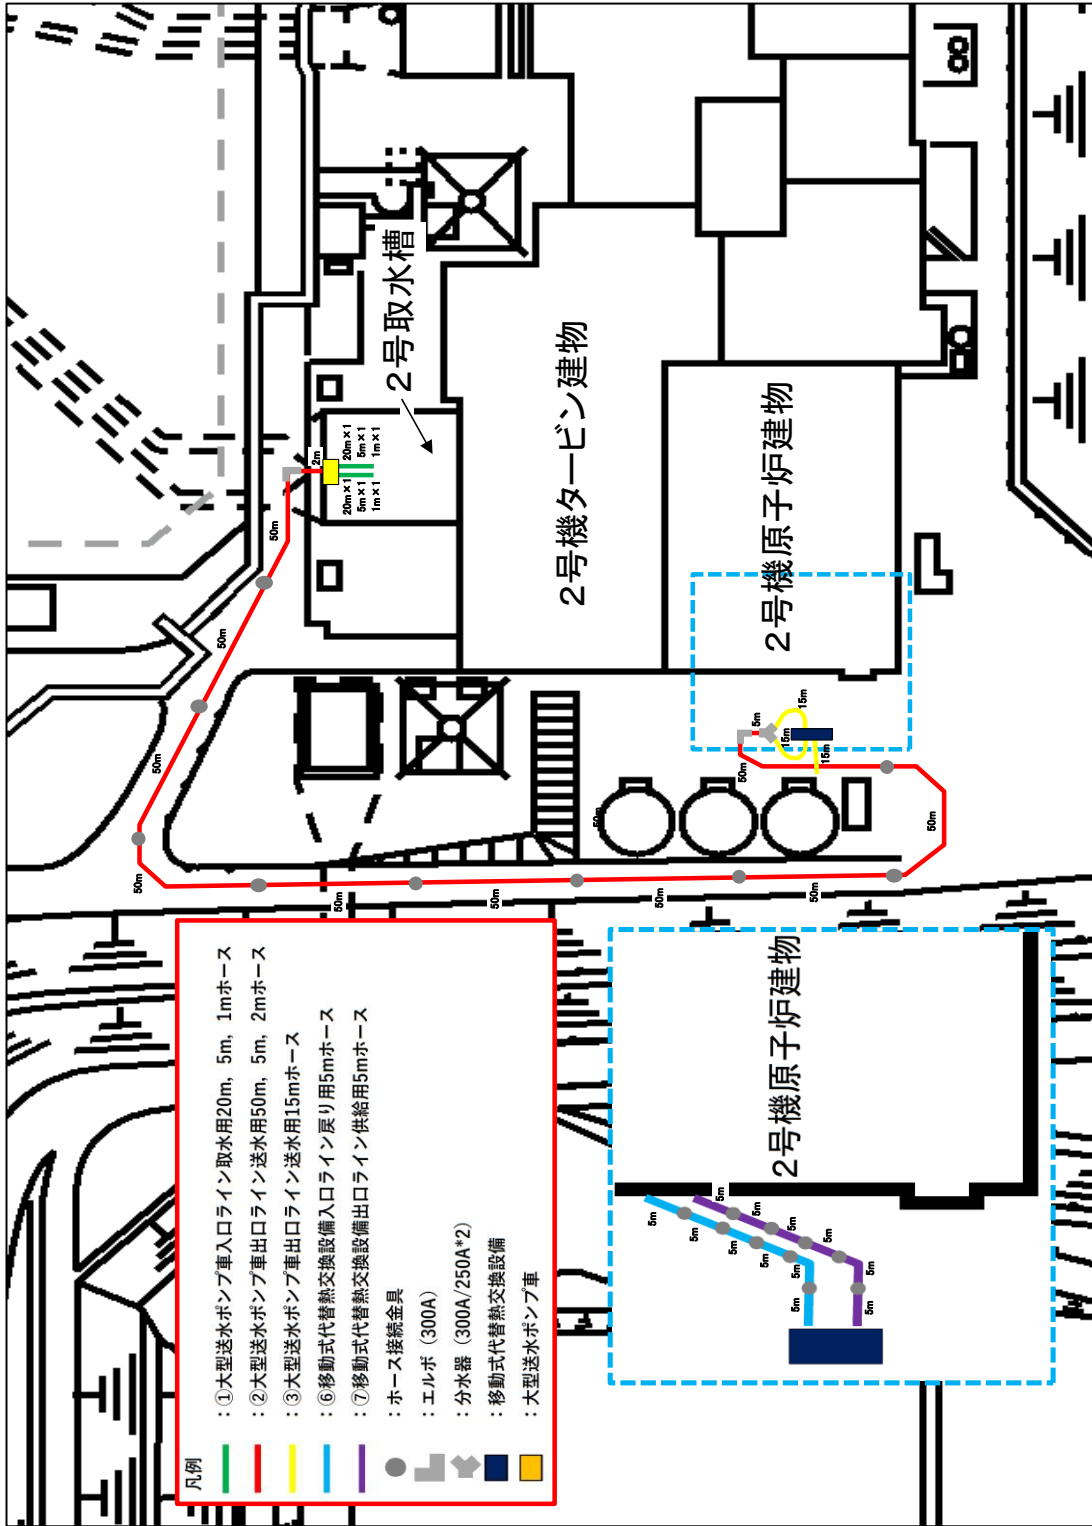 2号取水槽
2号機タービン建物
2号機原子炉建物
2m
20m×1
5m×1
1m×1
20m×1
5m×1
1m×1
50m
50m
50m
50m
50m
50m
50m
50m
50m
50m
50m
5m
15m
15m
15m
凡例
:①大型送水ポンプ車入口ライン取水用20m, 5m, 1mホース
:②大型送水ポンプ車出口ライン送水用50m, 5m, 2mホース
:③大型送水ポンプ車出口ライン送水用15mホース
:⑥移動式代替熱交換設備入口ライン戻り用5mホース
:⑦移動式代替熱交換設備出口ライン供給用5mホース
:ホース接続金具
:エルボ (300A)
:分水器 (300A/250A*2)
:移動式代替熱交換設備
:大型送水ポンプ車
2号機原子炉建物
5m
5m
5m
5m
5m
5m
5m
5m
5m
5m
5m
5m